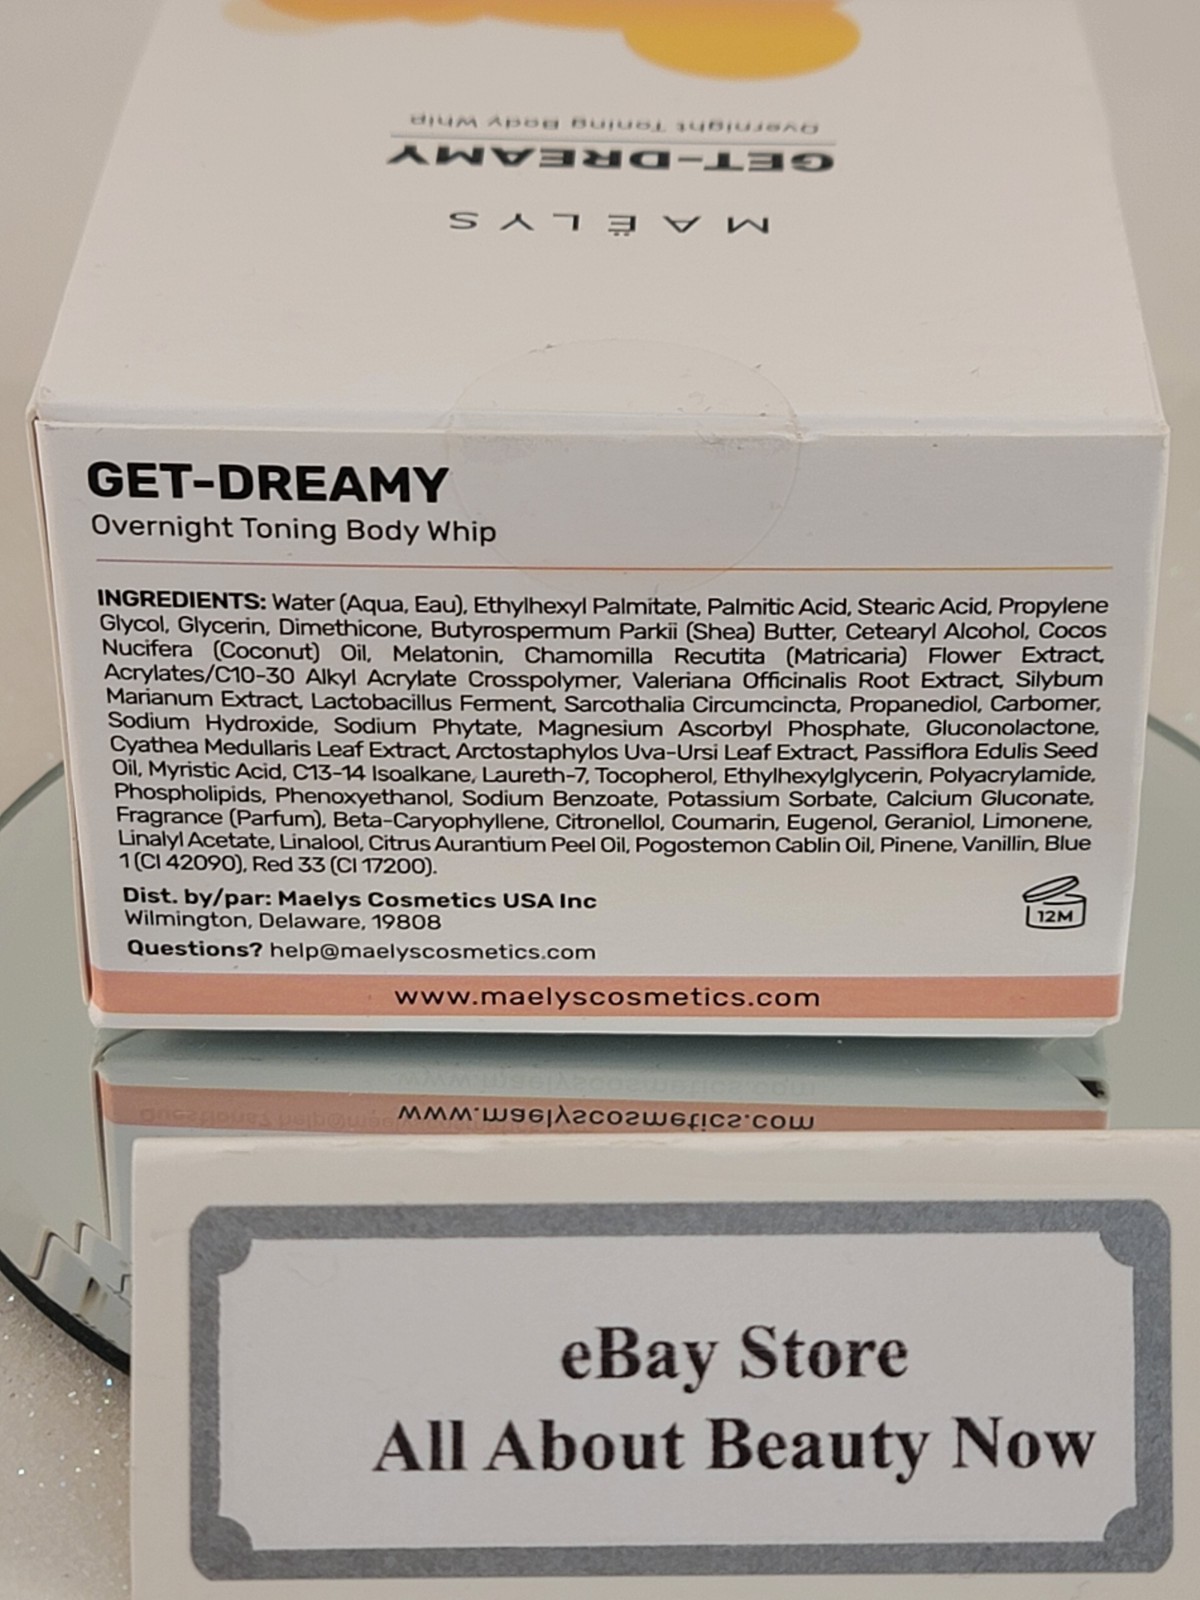 Overnight Toning Body Whip
GET-DREAMY
MAËLYS
GET-DREAMY
Overnight Toning Body Whip
INGREDIENTS: Water (Aqua, Eau), Ethylhexyl Palmitate, Palmitic Acid, Stearic Acid, Propylene
Glycol, Glycerin, Dimethicone, Butyrospermum Parkii (Shea) Butter, Cetearyl Alcohol, Cocos
Nucifera (Coconut) Oil, Melatonin, Chamomilla Recutita (Matricaria) Flower Extract,
Acrylates/C10-30 Alkyl Acrylate Crosspolymer, Valeriana Officinalis Root Extract, Silybum
Marianum Extract, Lactobacillus Ferment, Sarcothalia Circumcincta, Propanediol, Carbomer,
Sodium Hydroxide, Sodium Phytate, Magnesium Ascorbyl Phosphate, Gluconolactone,
Cyathea Medullaris Leaf Extract, Arctostaphylos Uva-Ursi Leaf Extract, Passiflora Edulis Seed
Oil, Myristic Acid, C13-14 Isoalkane, Laureth-7, Tocopherol, Ethylhexylglycerin, Polyacrylamide,
Phospholipids, Phenoxyethanol, Sodium Benzoate, Potassium Sorbate, Calcium Gluconate,
Fragrance (Parfum), Beta-Caryophyllene, Citronellol, Coumarin, Eugenol, Geraniol, Limonene,
Linalyl Acetate, Linalool, Citrus Aurantium Peel Oil, Pogostemon Cablin Oil, Pinene, Vanillin, Blue
1 (CI 42090), Red 33 (CI 17200).
Dist. by/par: Maelys Cosmetics USA Inc
Wilmington, Delaware, 19808
12M
Questions? help@maelyscosmetics.com
www.maelyscosmetics.com
www.maelyscosmetics.com
eBay Store
All About Beauty Now